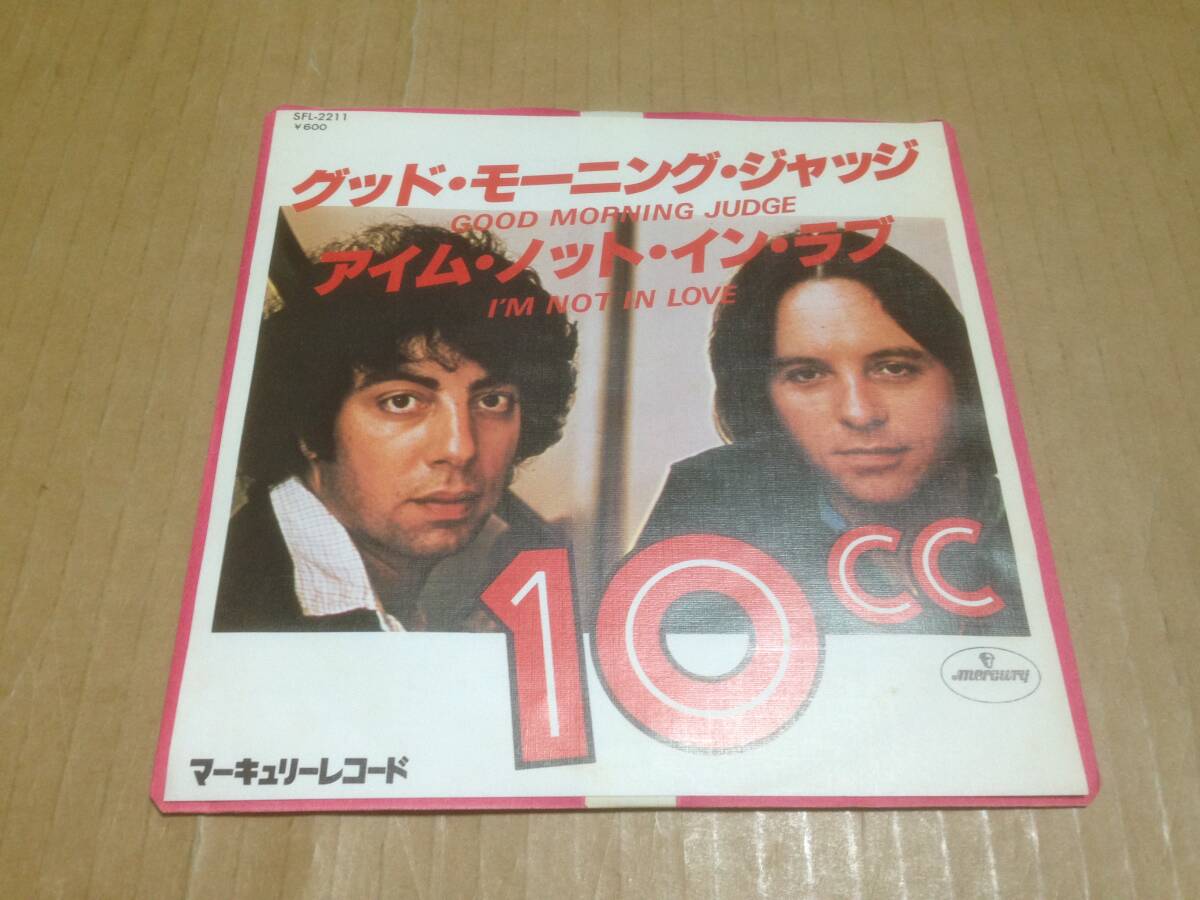 SFL-2211
¥600
グッド・モーニング・ジャッジ
GOOD MORNING JUDGE
アイム・ノット・イン・ラブ
I'M NOT IN LOVE
10cc
mercury
マーキュリーレコード